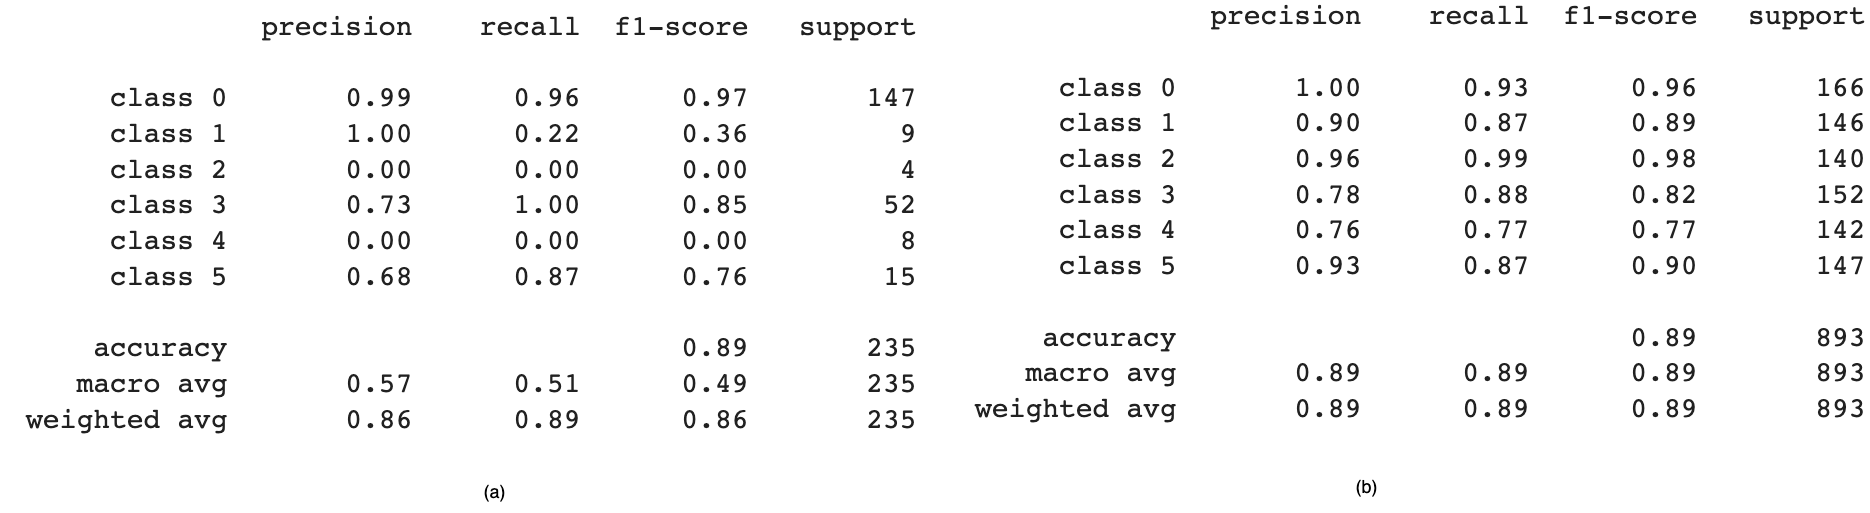 precision recall f1-score support
class 0 0.99 0.96 0.97 147
class 1 1.00 0.22 0.36 9
class 2 0.00 0.00 0.00 4
class 3 0.73 1.00 0.85 52
class 4 0.00 0.00 0.00 8
class 5 0.68 0.87 0.76 15
accuracy 0.89 235
macro avg 0.57 0.51 0.49 235
weighted avg 0.86 0.89 0.86 235
(a)
precision recall f1-score support
class 0 1.00 0.93 0.96 166
class 1 0.90 0.87 0.89 146
class 2 0.96 0.99 0.98 140
class 3 0.78 0.88 0.82 152
class 4 0.76 0.77 0.77 142
class 5 0.93 0.87 0.90 147
accuracy 0.89 893
macro avg 0.89 0.89 0.89 893
weighted avg 0.89 0.89 0.89 893
(b)